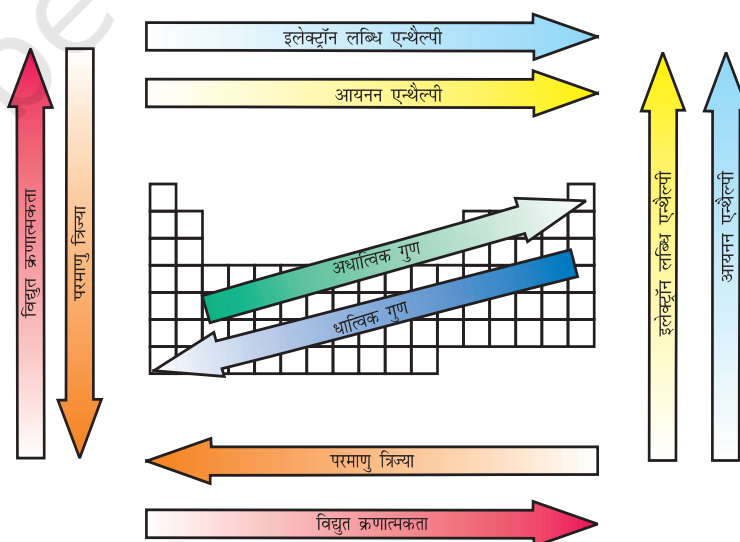 इलेक्ट्रॉन लब्धि एन्थैल्पी
आयनन एन्थैल्पी
विद्युत ऋणात्मकता
परमाणु त्रिज्या
अधात्विक गुण
धात्विक गुण
इलेक्ट्रॉन लब्धि एन्थैल्पी
आयनन एन्थैल्पी
परमाणु त्रिज्या
विद्युत ऋणात्मकता